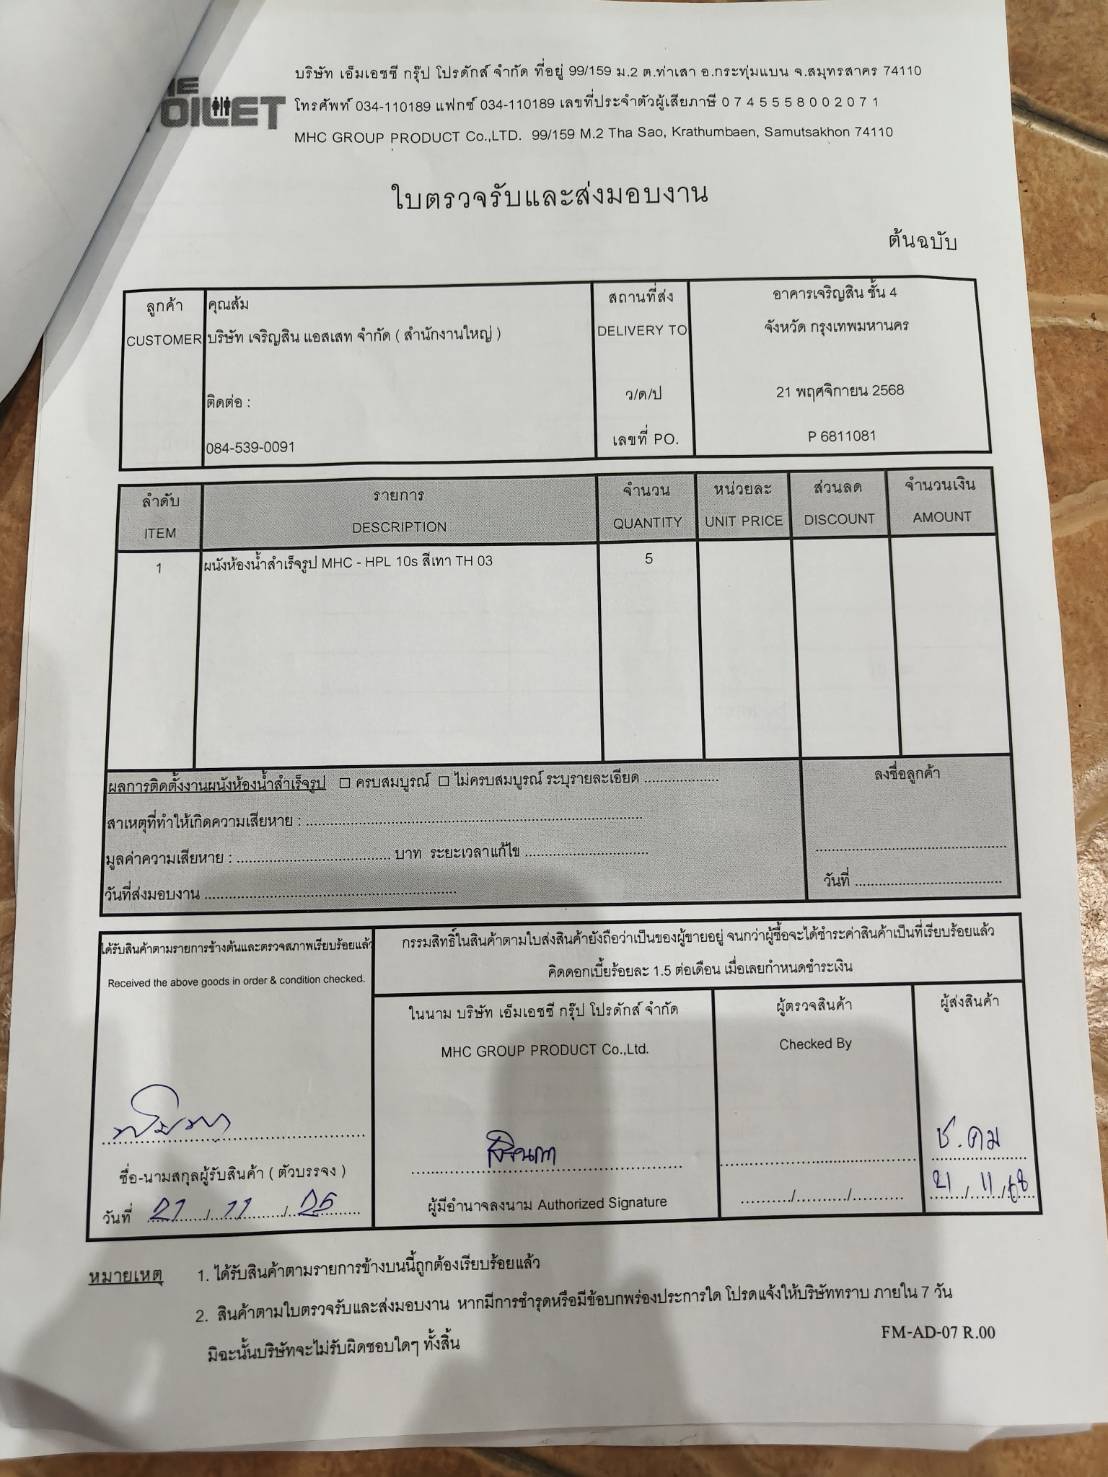 บริษัท เอ็มเอชซี กรุ๊ป โปรดักส์ จำกัด ที่อยู่ 99/159 ม.2 ต.ท่าเสา อ.กระทุ่มแบน จ.สมุทรสาคร 74110
OILET
โทรศัพท์ 034-110189 แฟกซ์ 034-110189 เลขที่ประจำตัวผู้เสียภาษี 0 7 4 5 5 5 8 0 0 2 0 7 1
MHC GROUP PRODUCT Co.,LTD. 99/159 M.2 Tha Sao, Krathumbaen, Samutsakhon 74110
ใบตรวจรับและส่งมอบงาน
ต้นฉบับ
ลูกค้า คุณส้ม สถานที่ส่ง อาคารเจริญสิน ชั้น 4
CUSTOMER บริษัท เจริญสิน แอสเสท จำกัด ( สำนักงานใหญ่ ) DELIVERY TO จังหวัด กรุงเทพมหานคร
ติดต่อ : ว/ด/ป 21 พฤศจิกายน 2568
084-539-0091 เลขที่ PO. P 6811081
ลำดับ รายการ จำนวน หน่วยละ ส่วนลด จำนวนเงิน
ITEM DESCRIPTION QUANTITY UNIT PRICE DISCOUNT AMOUNT
1 ผนังห้องน้ำสำเร็จรูป MHC - HPL 10s สีเทา TH 03 5
ผลการติดตั้งงานผนังห้องน้ำสำเร็จรูป ☐ ครบสมบูรณ์ ☐ ไม่ครบสมบูรณ์ ระบุรายละเอียด .................... ลงชื่อลูกค้า
สาเหตุที่ทำให้เกิดความเสียหาย : ....................
มูลค่าความเสียหาย : .................... บาท ระยะเวลาแก้ไข ....................
วันที่ส่งมอบงาน .................... วันที่ ....................
ได้รับสินค้าตามรายการข้างต้นและตรวจสภาพเรียบร้อยแล้ว
Received the above goods in order & condition checked.
กรรมสิทธิ์ในสินค้าตามใบส่งสินค้ายังถือว่าเป็นของผู้ขายอยู่ จนกว่าผู้ซื้อจะได้ชำระค่าสินค้าเป็นที่เรียบร้อยแล้ว
คิดดอกเบี้ยร้อยละ 1.5 ต่อเดือน เมื่อเลยกำหนดชำระเงิน
ในนาม บริษัท เอ็มเอชซี กรุ๊ป โปรดักส์ จำกัด ผู้ตรวจสินค้า ผู้ส่งสินค้า
MHC GROUP PRODUCT Co.,Ltd. Checked By
ช.คม
ชื่อ-นามสกุลผู้รับสินค้า ( ตัวบรรจง ) ผู้มีอำนาจลงนาม Authorized Signature ........../........../.......... 21/11/68
วันที่ 21/11/25
หมายเหตุ 1. ได้รับสินค้าตามรายการข้างบนนี้ถูกต้องเรียบร้อยแล้ว
2. สินค้าตามใบตรวจรับและส่งมอบงาน หากมีการชำรุดหรือมีข้อบกพร่องประการใด โปรดแจ้งให้บริษัททราบ ภายใน 7 วัน
มิฉะนั้นบริษัทจะไม่รับผิดชอบใดๆ ทั้งสิ้น
FM-AD-07 R.00